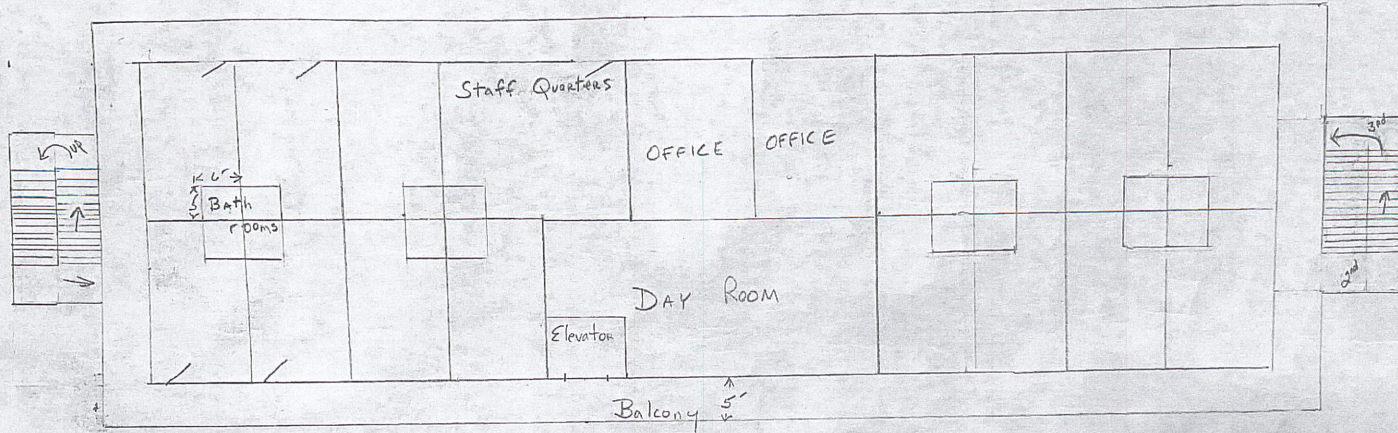 Staff Quarters
OFFICE
OFFICE
UP
3rd
6'
5'
Bath
rooms
DAY ROOM
2nd
Elevator
Balcony 5'